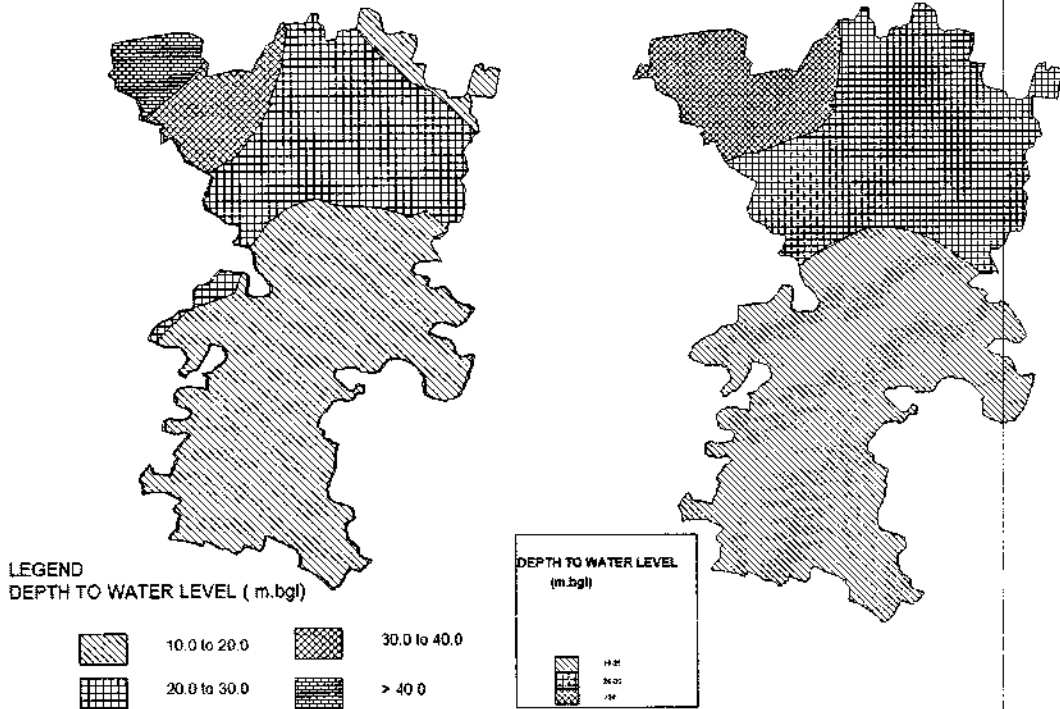 LEGEND
DEPTH TO WATER LEVEL ( m.bgl)
10.0 to 20.0
30.0 to 40.0
20.0 to 30.0
> 40.0
DEPTH TO WATER LEVEL
(m.bgl)